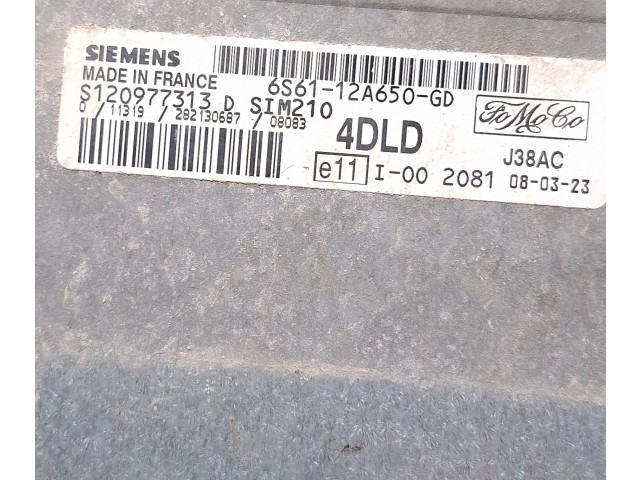 SIEMENS
MADE IN FRANCE
6S61-12A650-GD
S120977313 D SIM210
0 / 11319 / 282130687 / 08083
4DLD
FoMoCo
J38AC
e11 I-00 2081 08-03-23